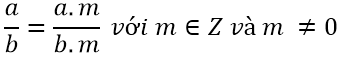 a/b = a.m/b.m với m ∈ Z và m ≠ 0